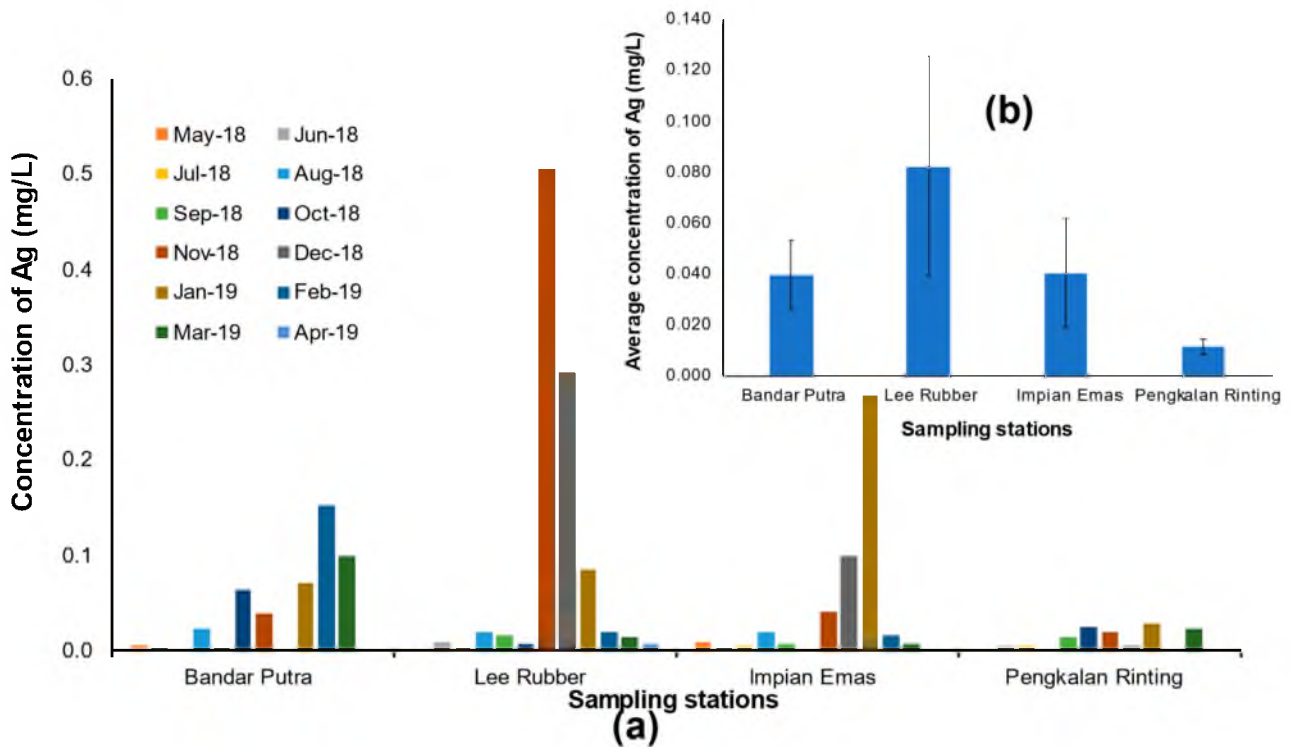 Concentration of Ag (mg/L)
0.6
0.5
0.4
0.3
0.2
0.1
0.0
May-18 Jun-18
Jul-18 Aug-18
Sep-18 Oct-18
Nov-18 Dec-18
Jan-19 Feb-19
Mar-19 Apr-19
Bandar Putra Lee Rubber Impian Emas Pengkalan Rinting
Sampling stations
(a)
Average concentration of Ag (mg/L)
0.140
0.120
0.100
0.080
0.060
0.040
0.020
0.000
(b)
Bandar Putra Lee Rubber Impian Emas Pengkalan Rinting
Sampling stations